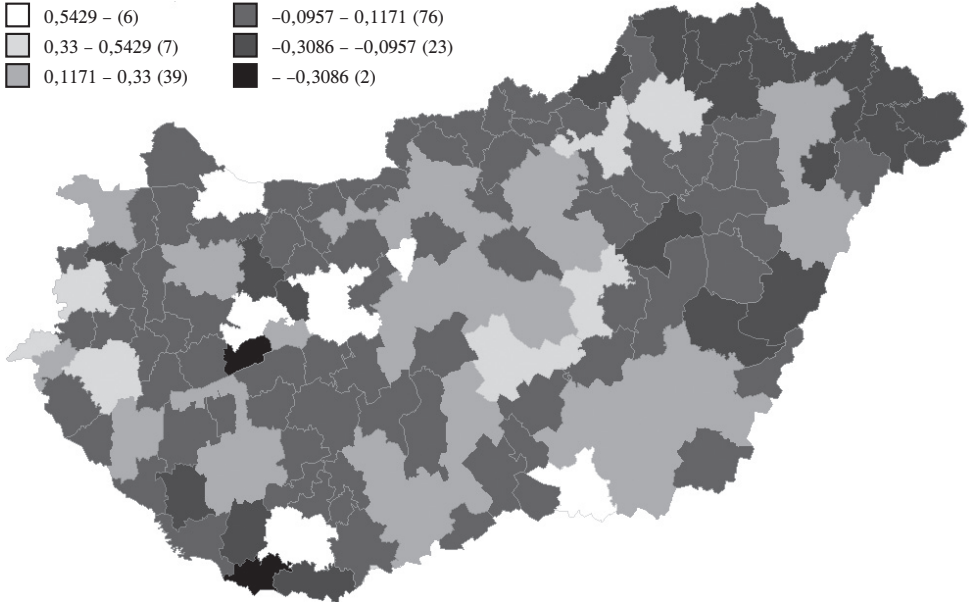 0,5429 – (6)
0,33 – 0,5429 (7)
0,1171 – 0,33 (39)
–0,0957 – 0,1171 (76)
–0,3086 – –0,0957 (23)
– –0,3086 (2)